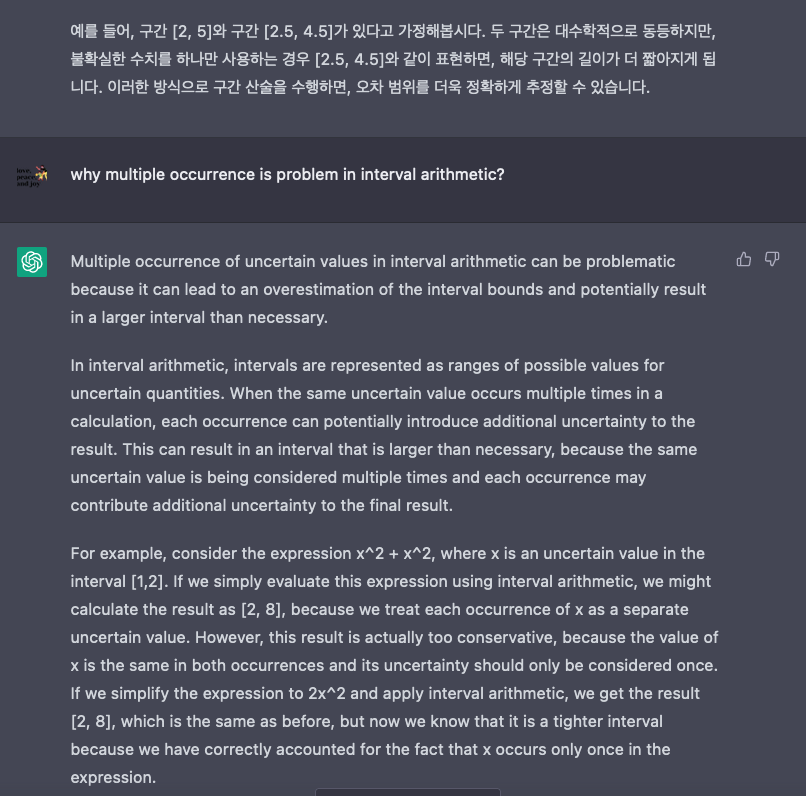 예를 들어, 구간 [2, 5]와 구간 [2.5, 4.5]가 있다고 가정해봅시다. 두 구간은 대수학적으로 동등하지만,
불확실한 수치를 하나만 사용하는 경우 [2.5, 4.5]와 같이 표현하면, 해당 구간의 길이가 더 짧아지게 됩
니다. 이러한 방식으로 구간 산술을 수행하면, 오차 범위를 더욱 정확하게 추정할 수 있습니다.
love,
peace
and joy
why multiple occurrence is problem in interval arithmetic?
Multiple occurrence of uncertain values in interval arithmetic can be problematic
because it can lead to an overestimation of the interval bounds and potentially result
in a larger interval than necessary.
In interval arithmetic, intervals are represented as ranges of possible values for
uncertain quantities. When the same uncertain value occurs multiple times in a
calculation, each occurrence can potentially introduce additional uncertainty to the
result. This can result in an interval that is larger than necessary, because the same
uncertain value is being considered multiple times and each occurrence may
contribute additional uncertainty to the final result.
For example, consider the expression x^2 + x^2, where x is an uncertain value in the
interval [1,2]. If we simply evaluate this expression using interval arithmetic, we might
calculate the result as [2, 8], because we treat each occurrence of x as a separate
uncertain value. However, this result is actually too conservative, because the value of
x is the same in both occurrences and its uncertainty should only be considered once.
If we simplify the expression to 2x^2 and apply interval arithmetic, we get the result
[2, 8], which is the same as before, but now we know that it is a tighter interval
because we have correctly accounted for the fact that x occurs only once in the
expression.